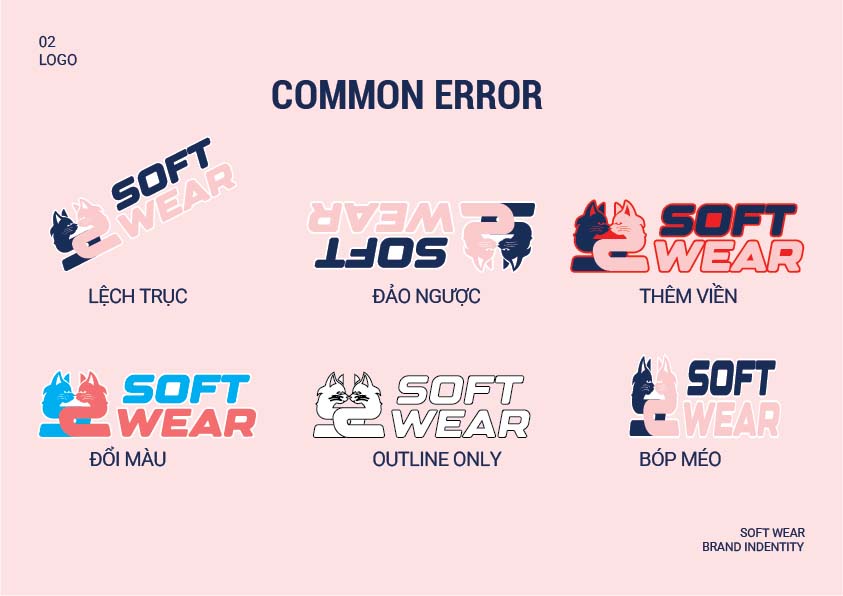 02
LOGO
COMMON ERROR
SOFT
WEAR
LỆCH TRỤC
SOFT
WEAR
ĐẢO NGƯỢC
SOFT
WEAR
THÊM VIỀN
SOFT
WEAR
ĐỔI MÀU
SOFT
WEAR
OUTLINE ONLY
SOFT
WEAR
BÓP MÉO
SOFT WEAR
BRAND INDENTITY